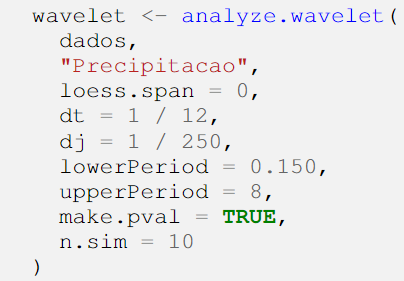 wavelet <- analyze.wavelet(
dados,
"Precipitacao",
loess.span = 0,
dt = 1 / 12,
dj = 1 / 250,
lowerPeriod = 0.150,
upperPeriod = 8,
make.pval = TRUE,
n.sim = 10
)